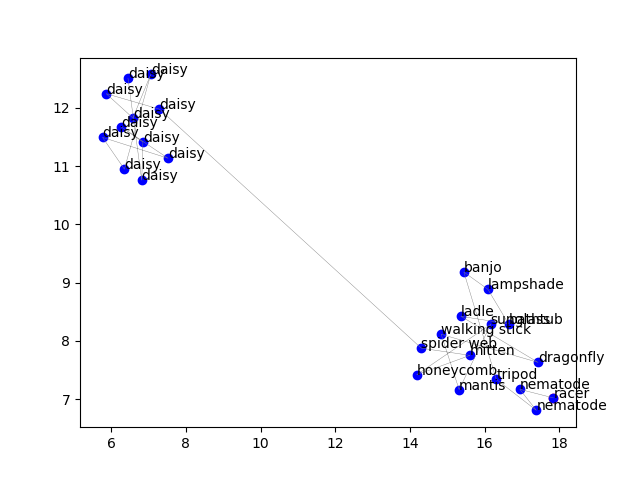 daisy
daisy
daisy
daisy
daisy
daisy
daisy
daisy
daisy
daisy
daisy
banjo
lampshade
ladle
bathtub
walking stick
spider web
mitten
dragonfly
honeycomb
tripod
mantis
nematode
racer
nematode
12
11
10
9
8
7
6
8
10
12
14
16
18